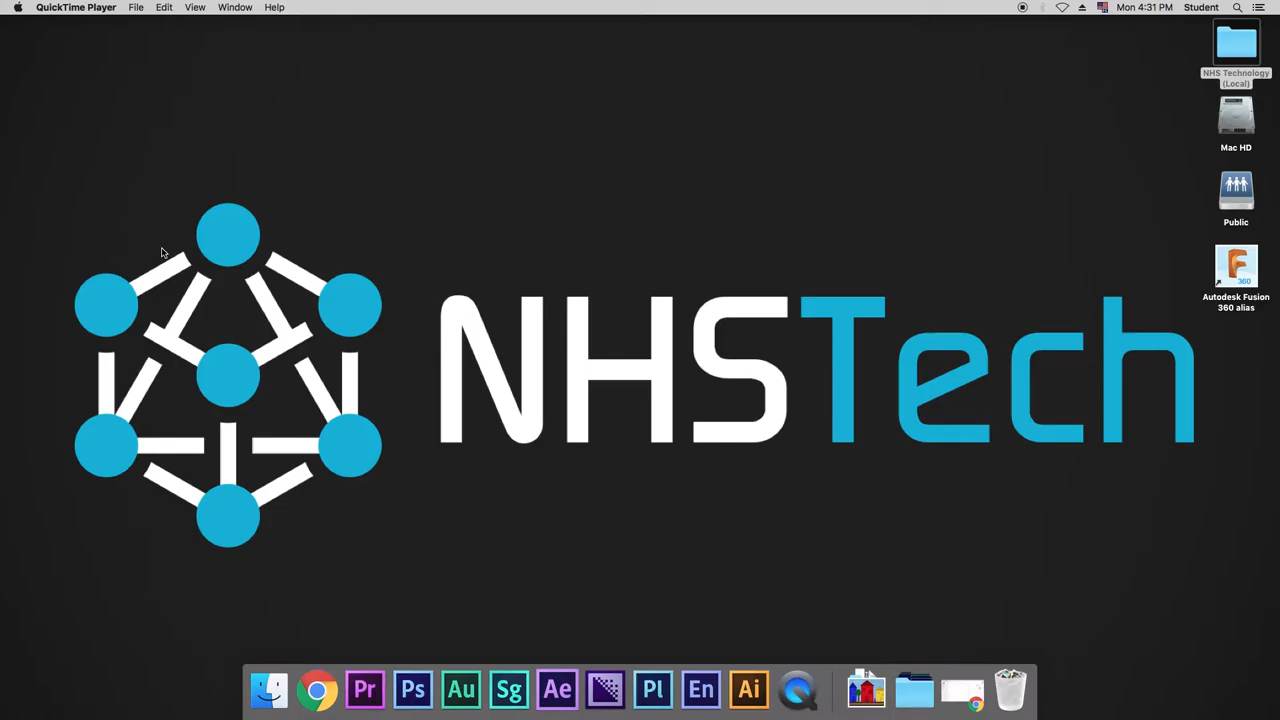 QuickTime Player File Edit View Window Help Mon 4:31 PM Student
NHS Technology
(Local)
Mac HD
Public
F
360
Autodesk Fusion
360 alias
NHSTech
Pr Ps Au Sg Ae Pl En Ai